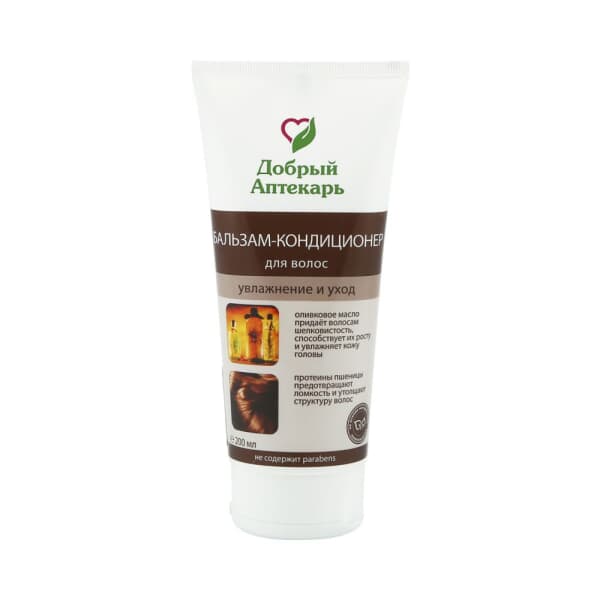 Добрый
Аптекарь
БАЛЬЗАМ-КОНДИЦИОНЕР
для волос
увлажнение и уход
оливковое масло
придаёт волосам
шелковистость,
способствует их росту
и увлажняет кожу
головы
протеины пшеницы
предотвращают
ломкость и утолщают
структуру волос
℮ 200 мл
не содержит parabens